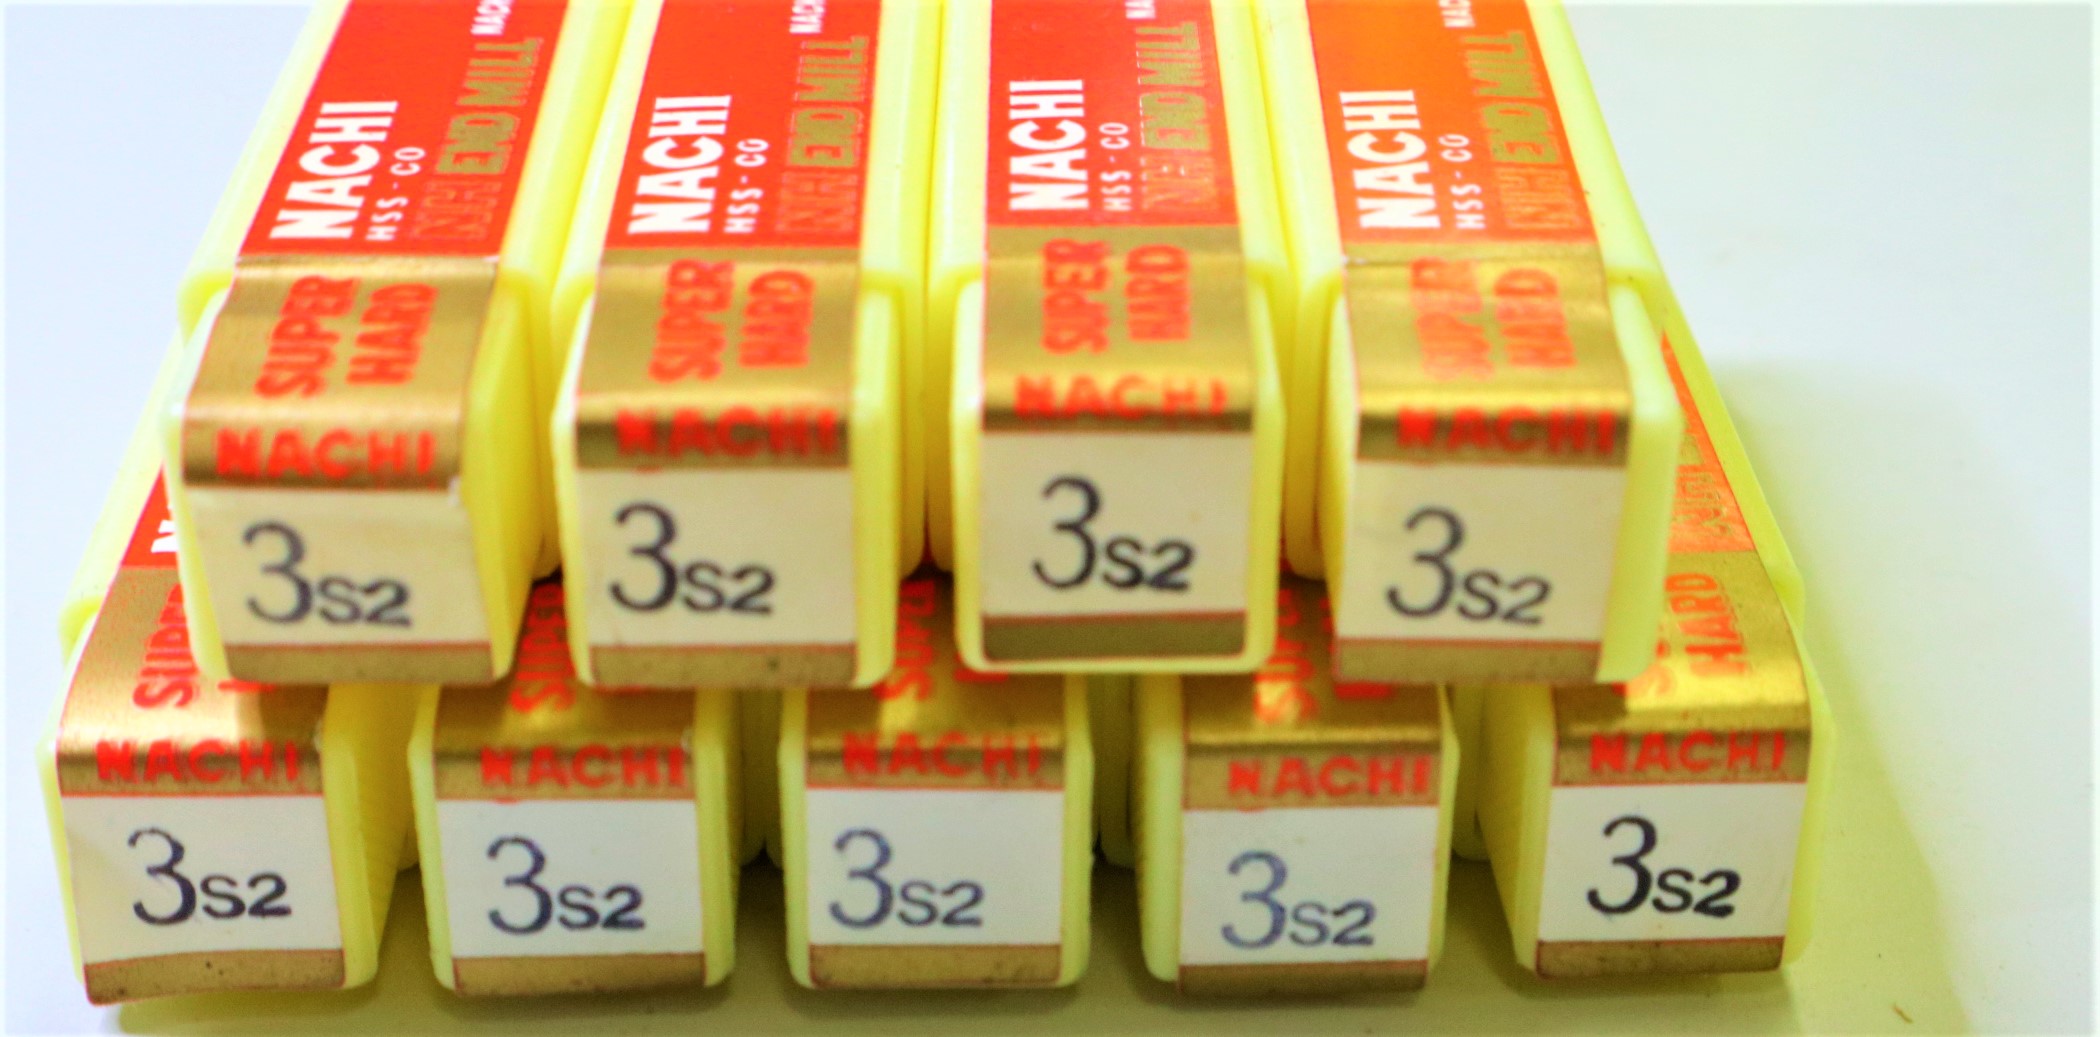 NACHI
HSS-CO
END MILL
NACHI
HSS-CO
END MILL
NACHI
HSS-CO
END MILL
NACHI
HSS-CO
END MILL
SUPER
HARD
NACHI
3S2
SUPER
HARD
NACHI
3S2
SUPER
HARD
NACHI
3S2
SUPER
HARD
NACHI
3S2
NACHI
3S2
NACHI
3S2
NACHI
3S2
NACHI
3S2
HARD
NACHI
3S2